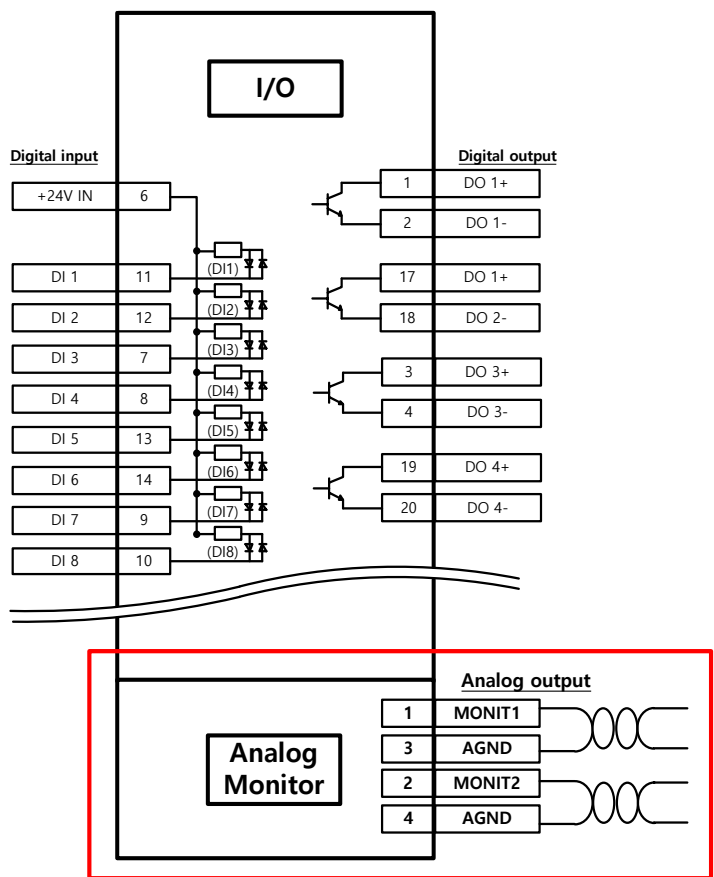 I/O
Digital input
+24V IN 6
DI 1 11
DI 2 12
DI 3 7
DI 4 8
DI 5 13
DI 6 14
DI 7 9
DI 8 10
(DI1)
(DI2)
(DI3)
(DI4)
(DI5)
(DI6)
(DI7)
(DI8)
Digital output
1 DO 1+
2 DO 1-
17 DO 1+
18 DO 2-
3 DO 3+
4 DO 3-
19 DO 4+
20 DO 4-
Analog
Monitor
Analog output
1 MONIT1
3 AGND
2 MONIT2
4 AGND